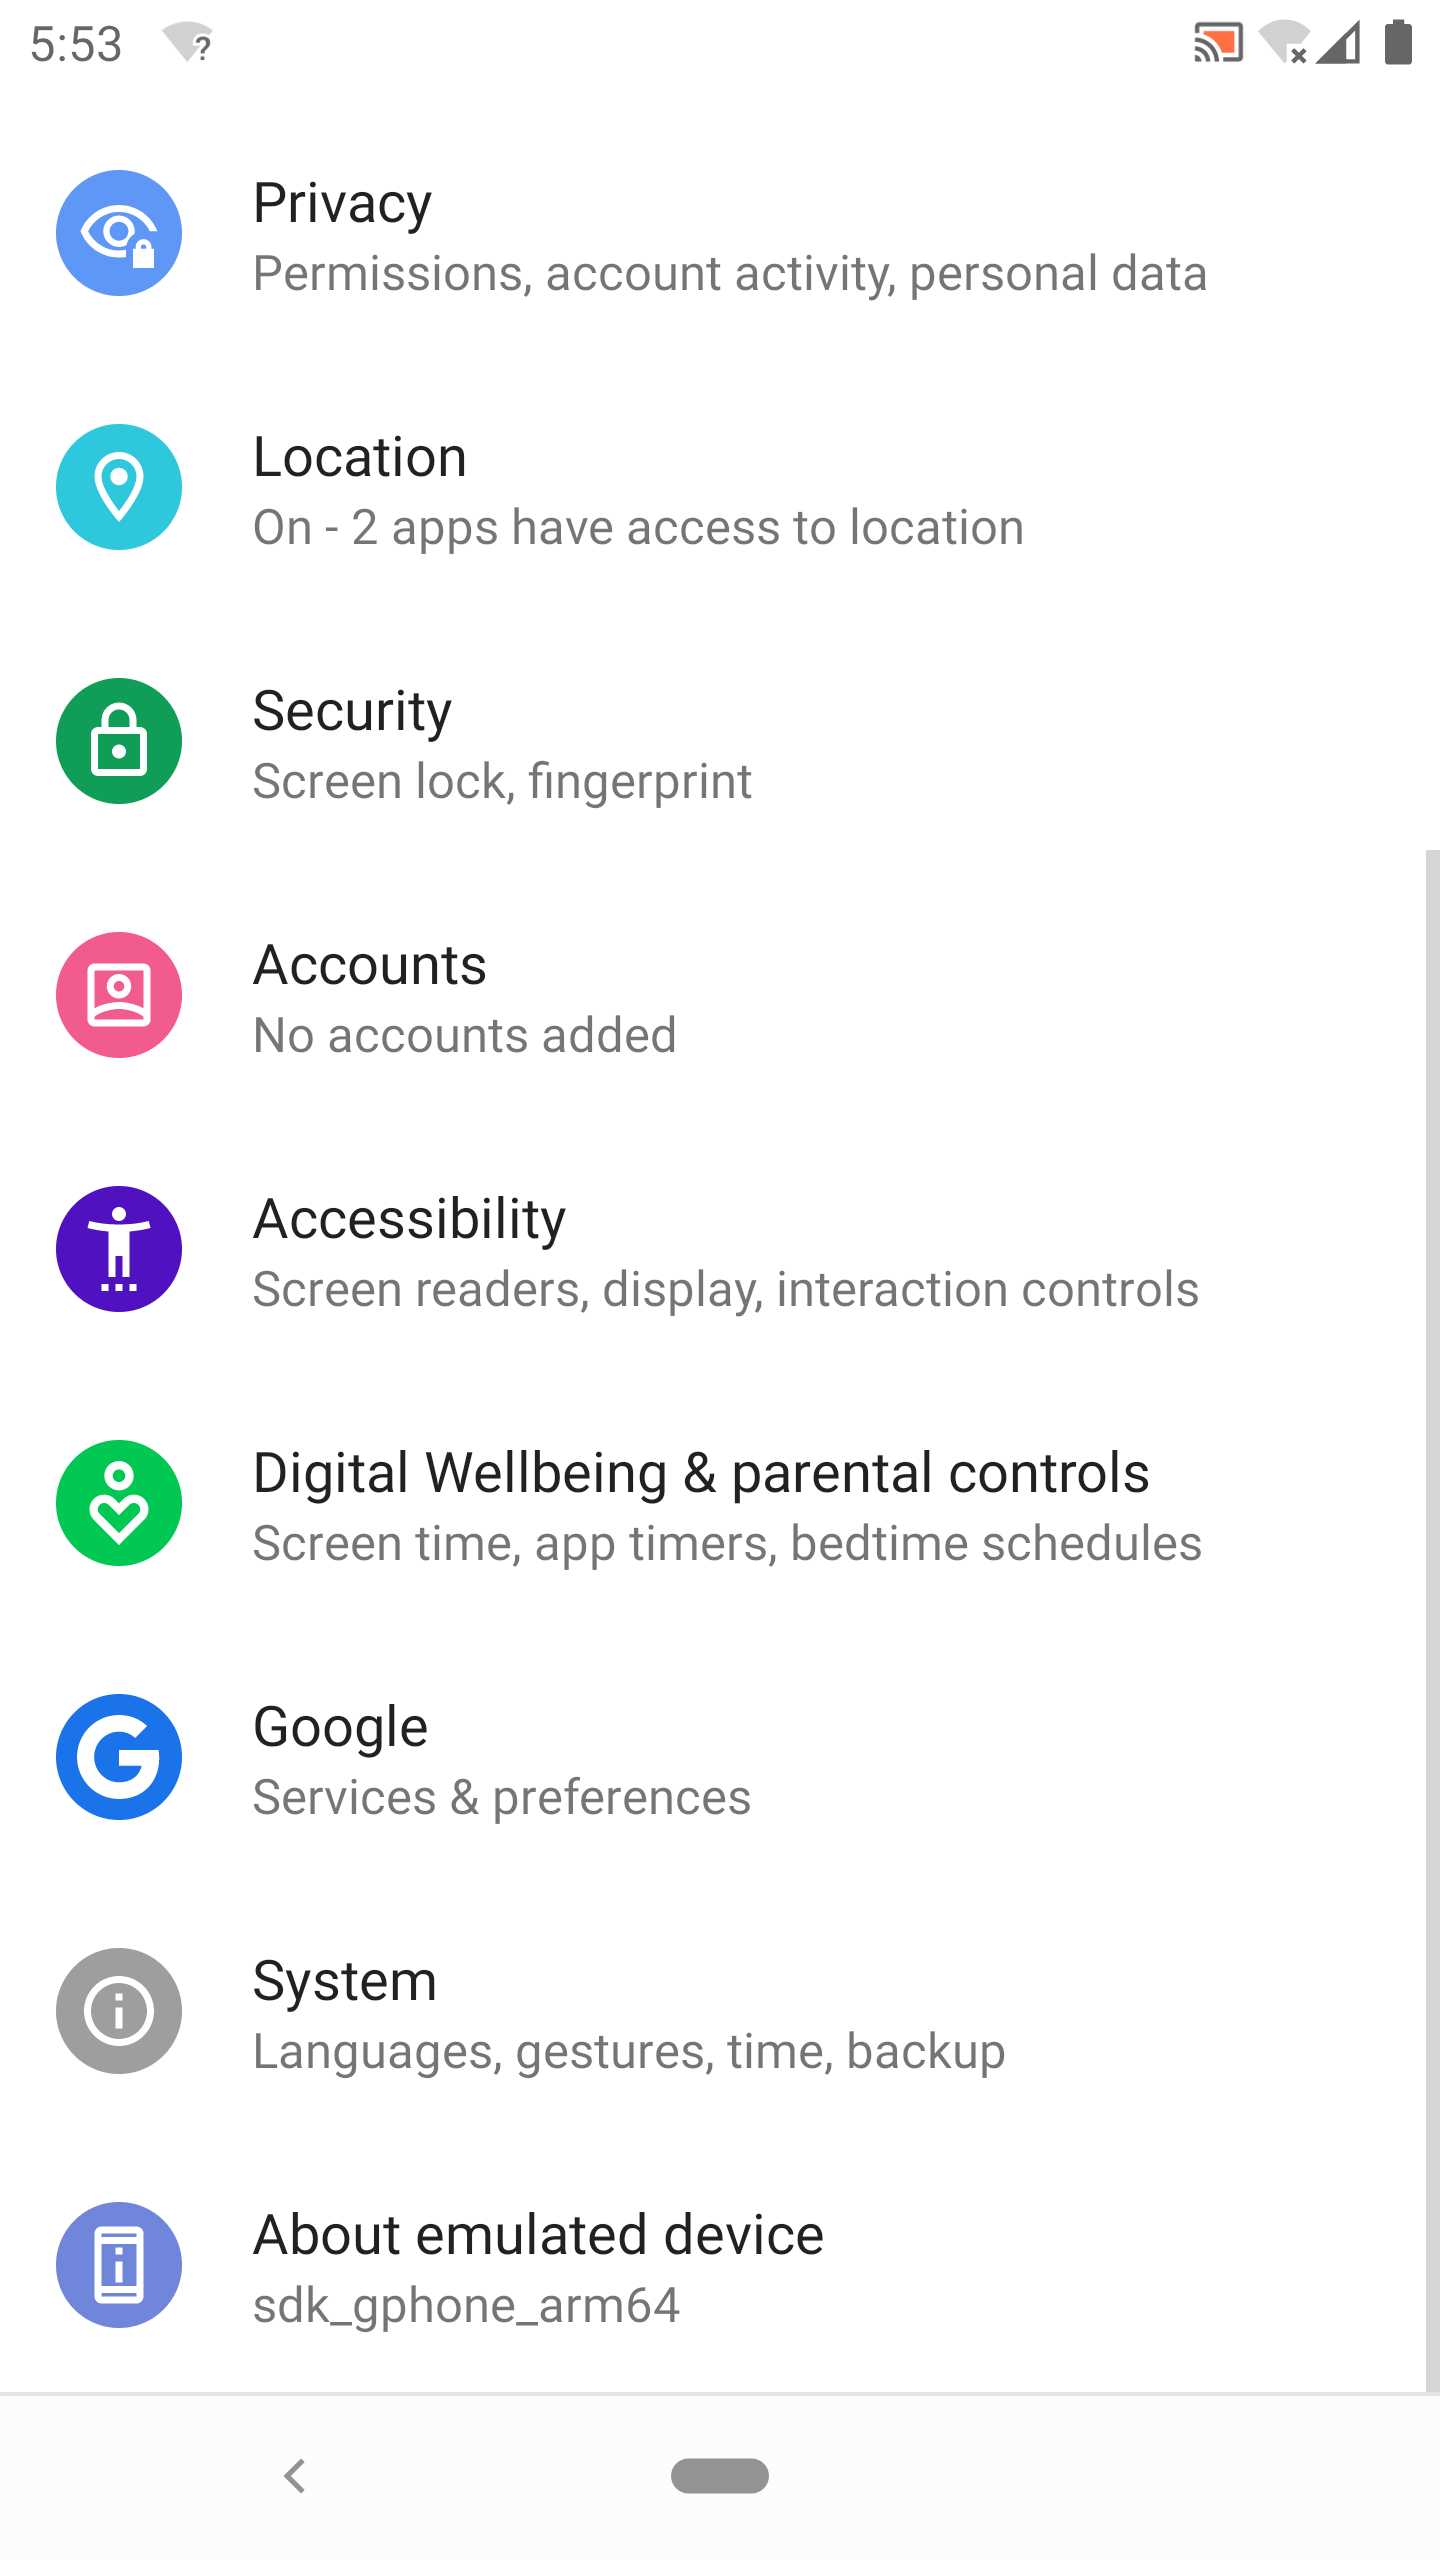 5:53
Privacy
Permissions, account activity, personal data
Location
On - 2 apps have access to location
Security
Screen lock, fingerprint
Accounts
No accounts added
Accessibility
Screen readers, display, interaction controls
Digital Wellbeing & parental controls
Screen time, app timers, bedtime schedules
Google
Services & preferences
System
Languages, gestures, time, backup
About emulated device
sdk_gphone_arm64